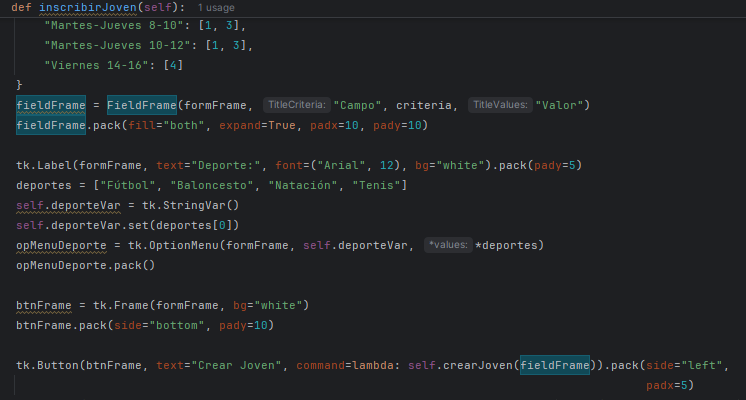 def inscribirJoven(self): 1 usage
"Martes-Jueves 8-10": [1, 3],
"Martes-Jueves 10-12": [1, 3],
"Viernes 14-16": [4]
}
fieldFrame = FieldFrame(formFrame, TitleCriteria: "Campo", criteria, TitleValues: "Valor")
fieldFrame.pack(fill="both", expand=True, padx=10, pady=10)
tk.Label(formFrame, text="Deporte:", font=("Arial", 12), bg="white").pack(pady=5)
deportes = ["Fútbol", "Baloncesto", "Natación", "Tenis"]
self.deporteVar = tk.StringVar()
self.deporteVar.set(deportes[0])
opMenuDeporte = tk.OptionMenu(formFrame, self.deporteVar, *values: *deportes)
opMenuDeporte.pack()
btnFrame = tk.Frame(formFrame, bg="white")
btnFrame.pack(side="bottom", pady=10)
tk.Button(btnFrame, text="Crear Joven", command=lambda: self.crearJoven(fieldFrame)).pack(side="left",
padx=5)